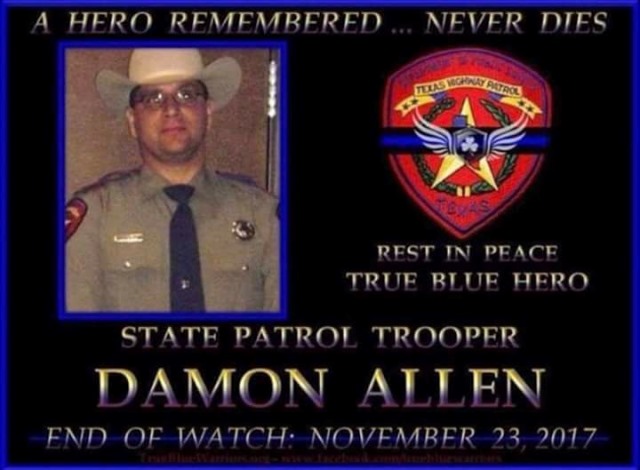 A HERO REMEMBERED ... NEVER DIES
TEXAS HIGHWAY PATROL
TEXAS
REST IN PEACE
TRUE BLUE HERO
STATE PATROL TROOPER
DAMON ALLEN
END OF WATCH: NOVEMBER 23, 2017